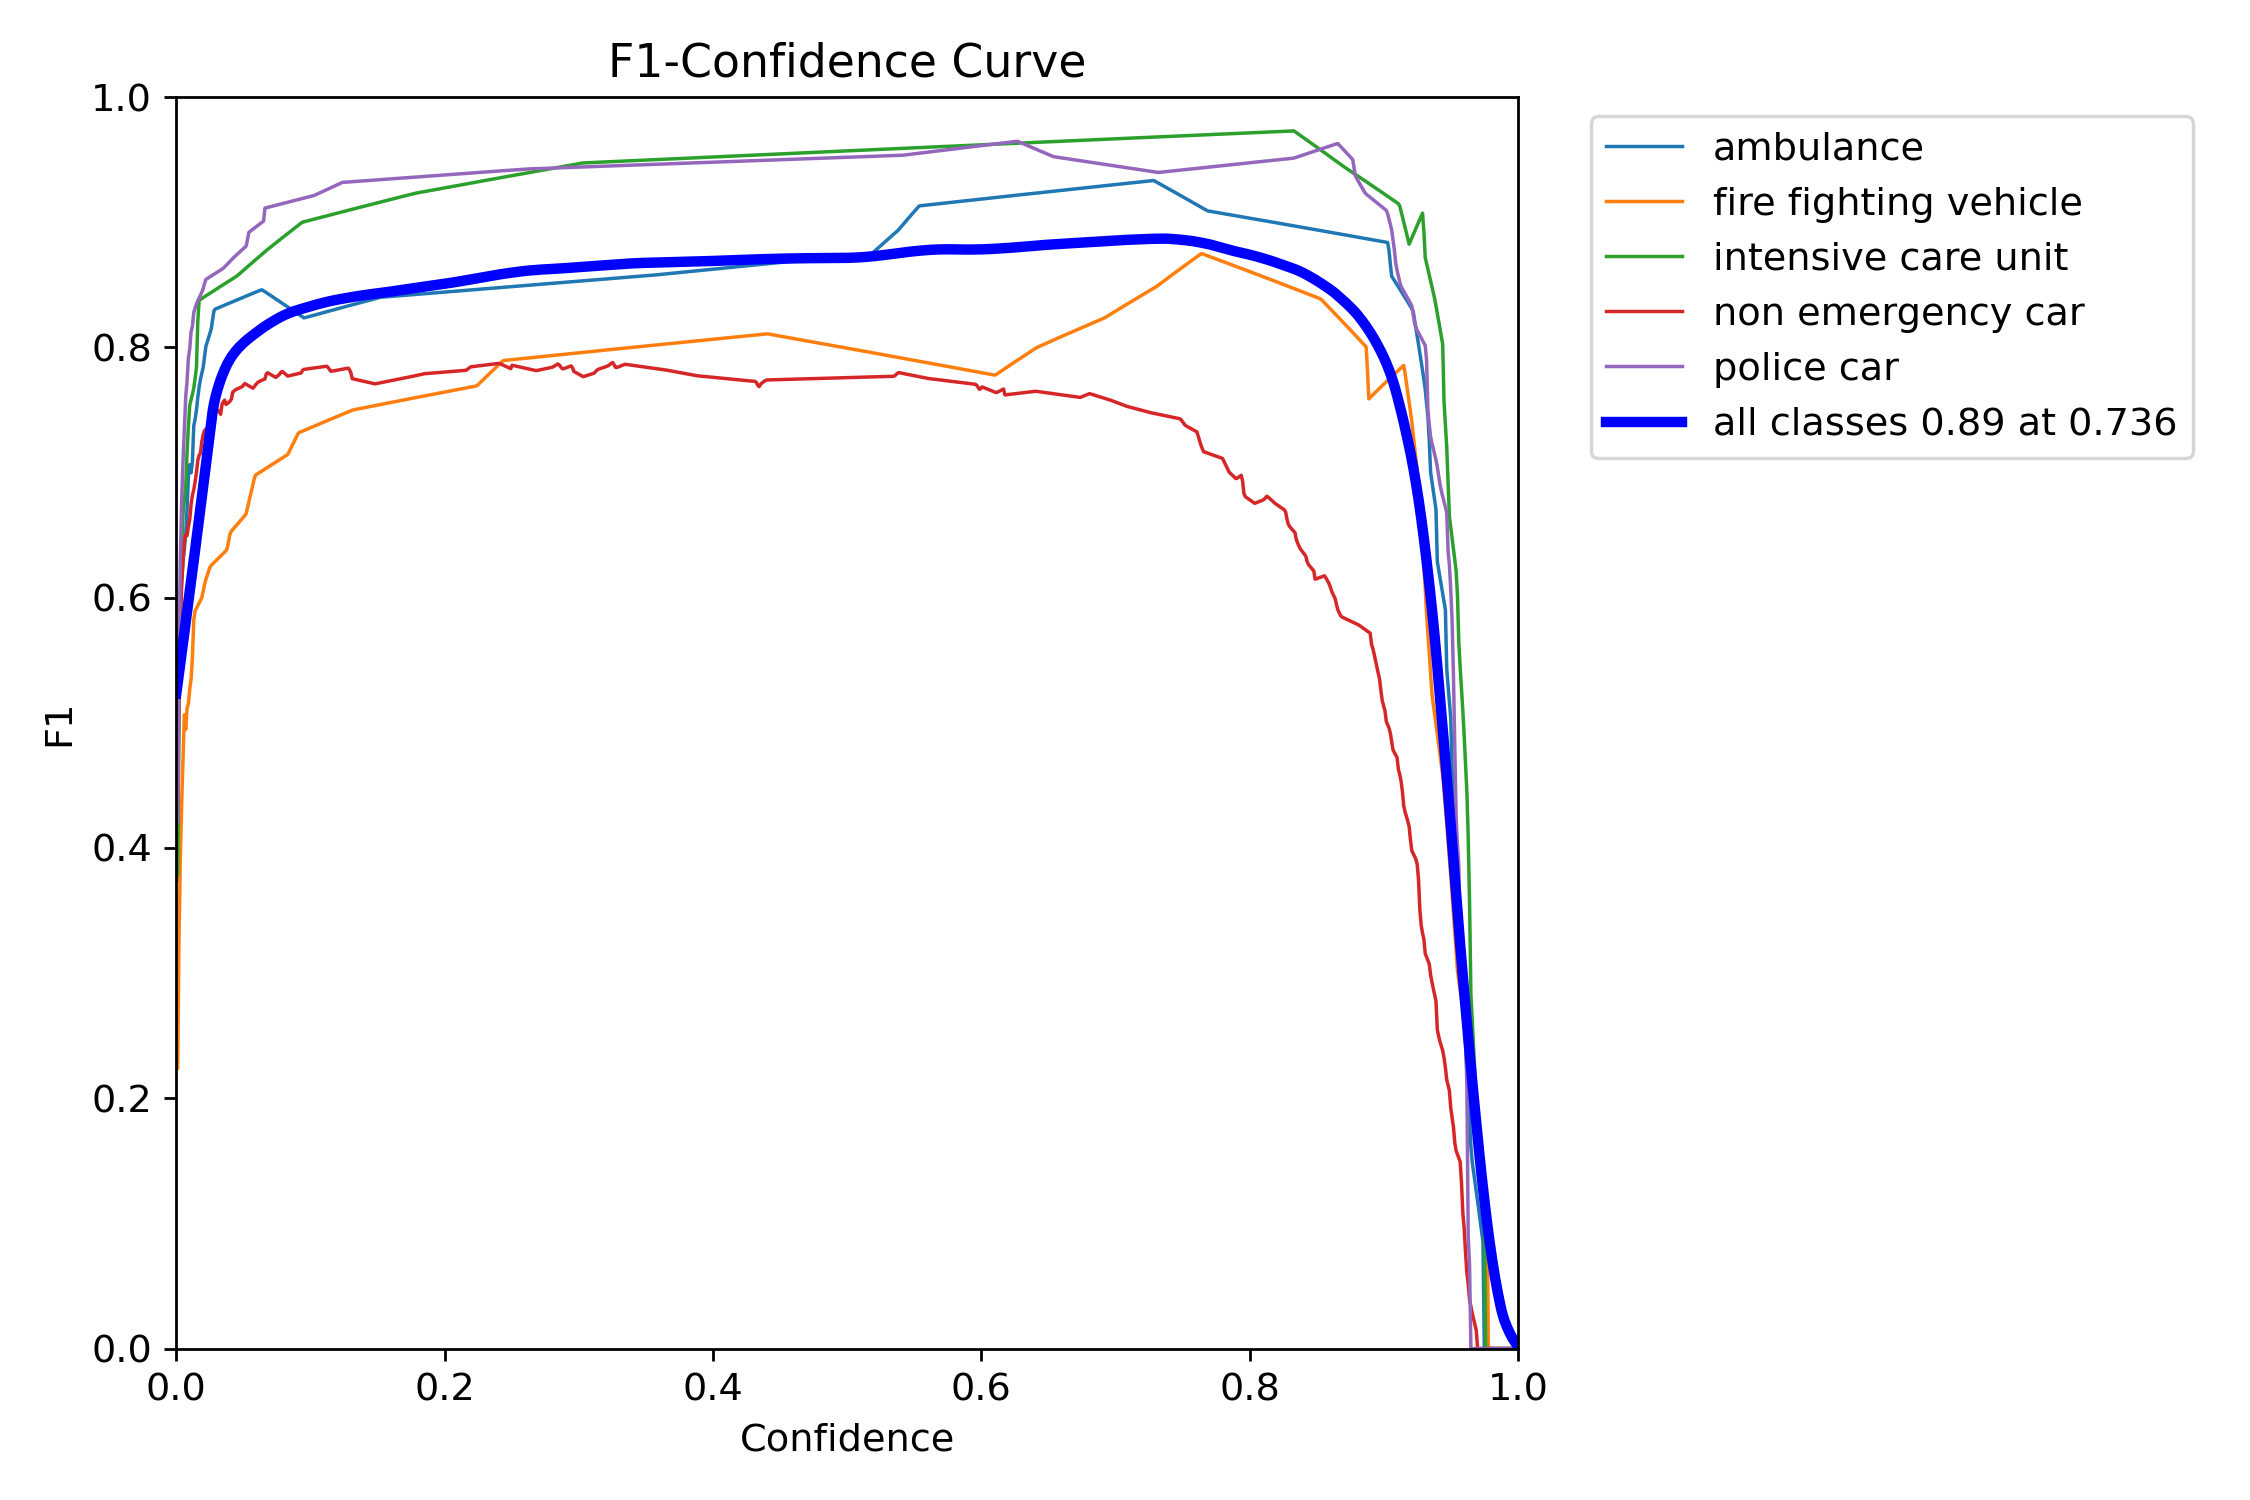 F1-Confidence Curve
1.0
0.8
0.6
0.4
0.2
0.0
F1
0.0 0.2 0.4 0.6 0.8 1.0
Confidence
ambulance
fire fighting vehicle
intensive care unit
non emergency car
police car
all classes 0.89 at 0.736